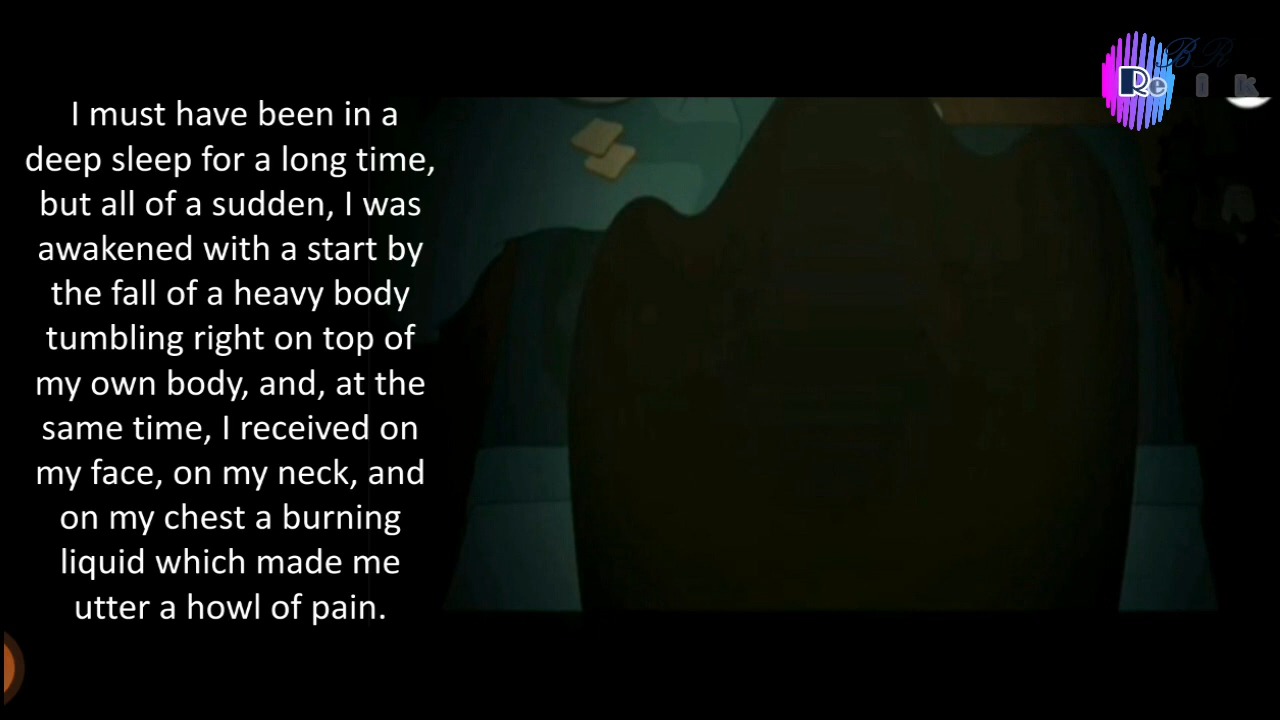 I must have been in a
deep sleep for a long time,
but all of a sudden, I was
awakened with a start by
the fall of a heavy body
tumbling right on top of
my own body, and, at the
same time, I received on
my face, on my neck, and
on my chest a burning
liquid which made me
utter a howl of pain.
BR